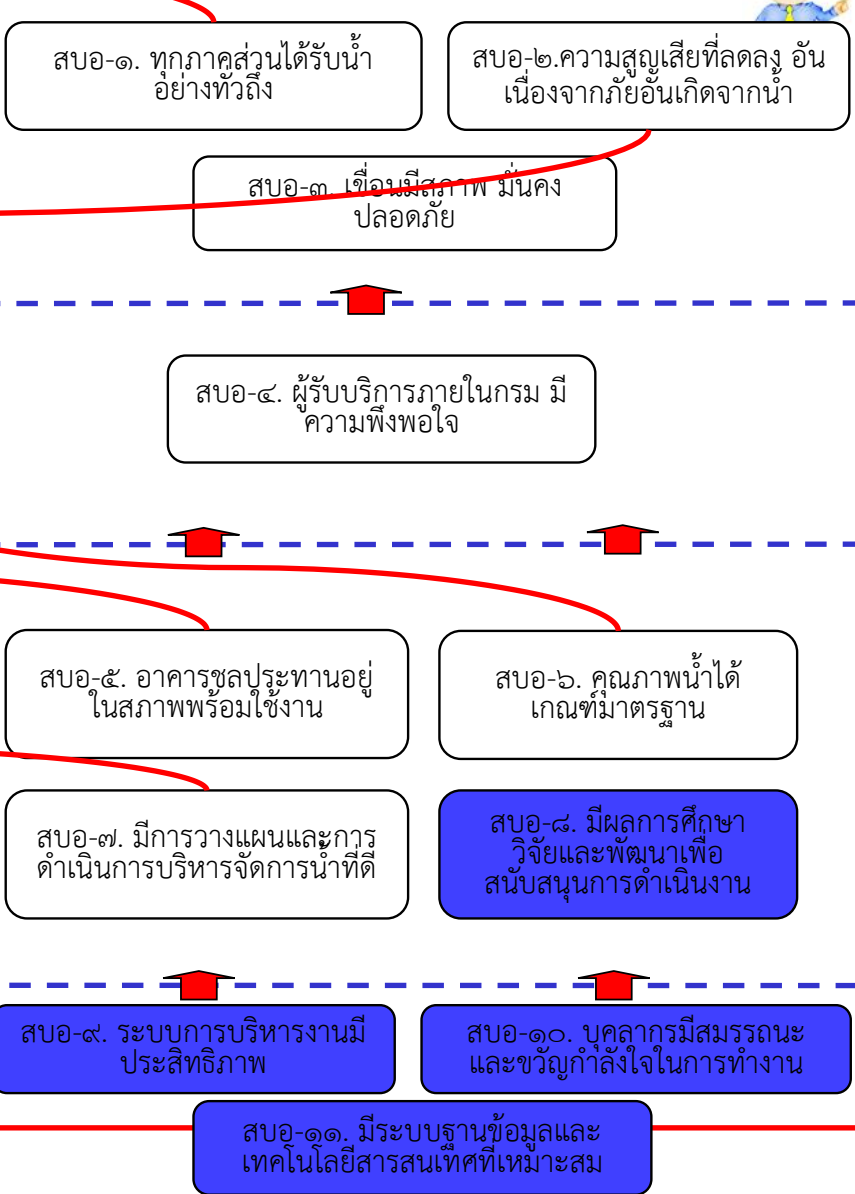 สบอ-๑. ทุกภาคส่วนได้รับน้ำ
อย่างทั่วถึง
สบอ-๒.ความสูญเสียที่ลดลง อัน
เนื่องจากภัยอันเกิดจากน้ำ
สบอ-๓. เขื่อนมีสภาพ มั่นคง
ปลอดภัย
สบอ-๔. ผู้รับบริการภายในกรม มี
ความพึงพอใจ
สบอ-๕. อาคารชลประทานอยู่
ในสภาพพร้อมใช้งาน
สบอ-๖. คุณภาพน้ำได้
เกณฑ์มาตรฐาน
สบอ-๗. มีการวางแผนและการ
ดำเนินการบริหารจัดการน้ำที่ดี
สบอ-๘. มีผลการศึกษา
วิจัยและพัฒนาเพื่อ
สนับสนุนการดำเนินงาน
สบอ-๙. ระบบการบริหารงานมี
ประสิทธิภาพ
สบอ-๑๐. บุคลากรมีสมรรถนะ
และขวัญกำลังใจในการทำงาน
สบอ-๑๑. มีระบบฐานข้อมูลและ
เทคโนโลยีสารสนเทศที่เหมาะสม